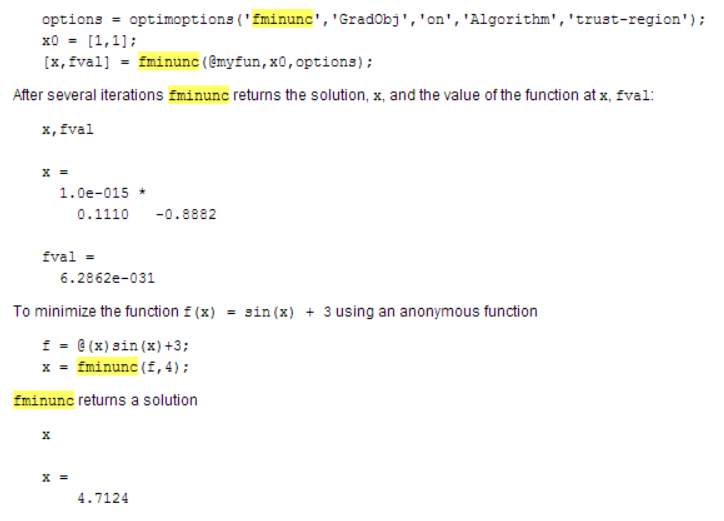 options = optimoptions('fminunc','GradObj','on','Algorithm','trust-region');
x0 = [1,1];
[x,fval] = fminunc(@myfun,x0,options);
After several iterations fminunc returns the solution, x, and the value of the function at x, fval:
x,fval
x =
1.0e-015 *
0.1110 -0.8882
fval =
6.2862e-031
To minimize the function f(x) = sin(x) + 3 using an anonymous function
f = @(x)sin(x)+3;
x = fminunc(f,4);
fminunc returns a solution
x
x =
4.7124